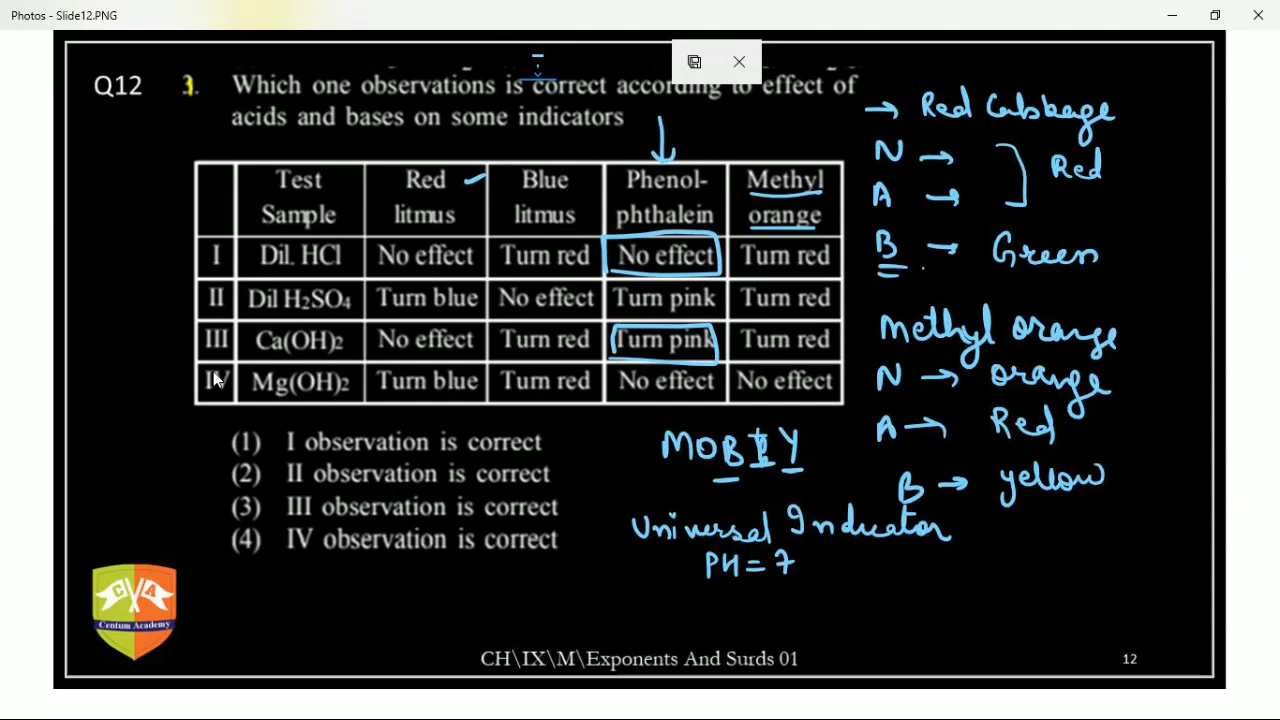 Photos - Slide12.PNG
Q12
3. Which one observations is correct according to effect of
acids and bases on some indicators
Test Sample Red litmus Blue litmus Phenol-phthalein Methyl orange
I Dil. HCl No effect Turn red No effect Turn red
II Dil H₂SO₄ Turn blue No effect Turn pink Turn red
III Ca(OH)₂ No effect Turn red Turn pink Turn red
IV Mg(OH)₂ Turn blue Turn red No effect No effect
(1) I observation is correct
(2) II observation is correct
(3) III observation is correct
(4) IV observation is correct
→ Red Cabbage
N →
A → Red
B → Green
Methyl orange
N → orange
A → Red
B → yellow
Universal Indicator
PH = 7
Centum Academy
CH\IX\M\Exponents And Surds 01
12